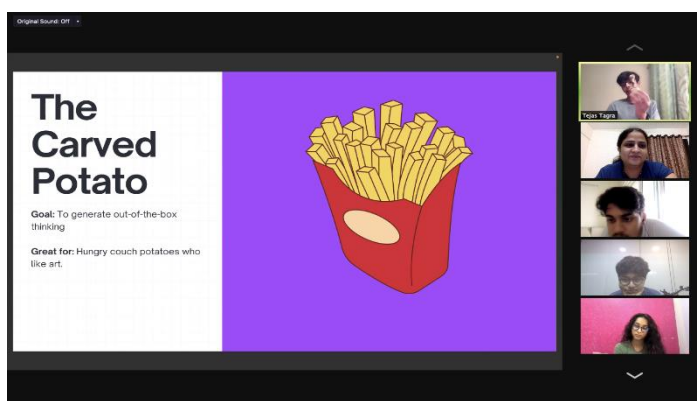 Original Sound: Off
The
Carved
Potato
Goal: To generate out-of-the-box
thinking
Great for: Hungry couch potatoes who
like art.
Tejas Tagra